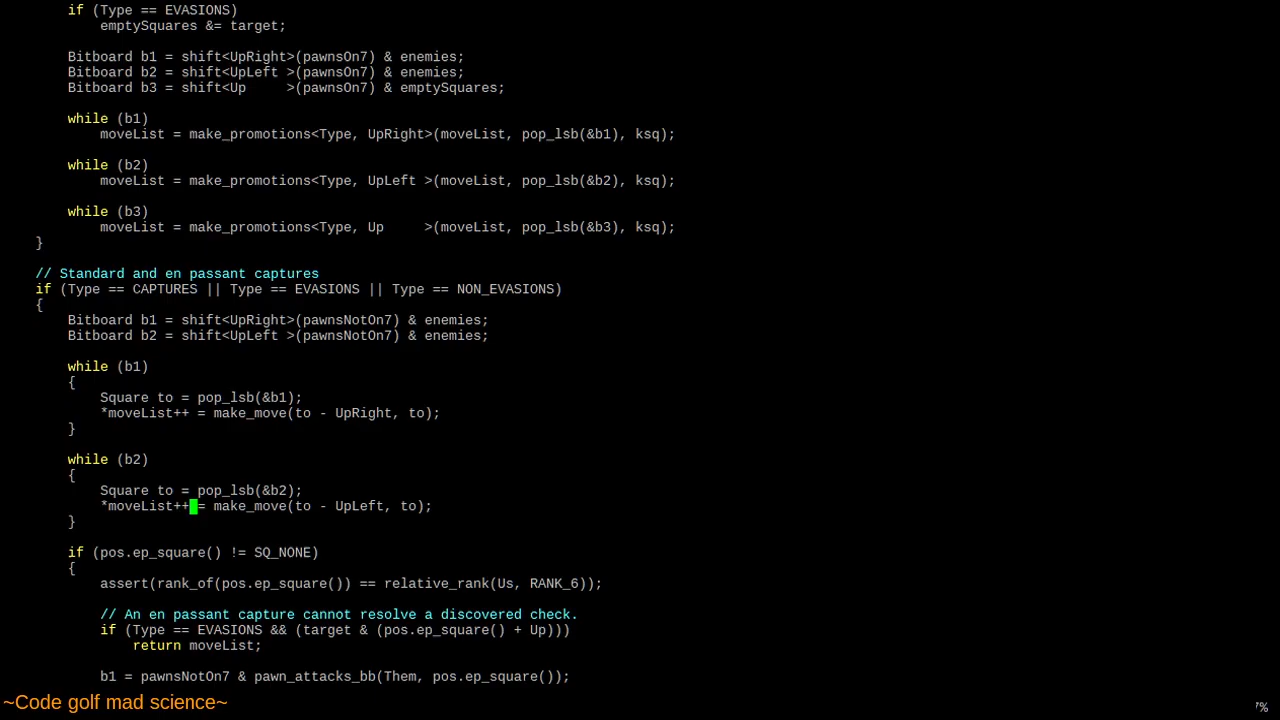 if (Type == EVASIONS)
emptySquares &= target;
Bitboard b1 = shift<UpRight>(pawnsOn7) & enemies;
Bitboard b2 = shift<UpLeft >(pawnsOn7) & enemies;
Bitboard b3 = shift<Up     >(pawnsOn7) & emptySquares;
while (b1)
moveList = make_promotions<Type, UpRight>(moveList, pop_lsb(&b1), ksq);
while (b2)
moveList = make_promotions<Type, UpLeft >(moveList, pop_lsb(&b2), ksq);
while (b3)
moveList = make_promotions<Type, Up     >(moveList, pop_lsb(&b3), ksq);
}
// Standard and en passant captures
if (Type == CAPTURES || Type == EVASIONS || Type == NON_EVASIONS)
{
Bitboard b1 = shift<UpRight>(pawnsNotOn7) & enemies;
Bitboard b2 = shift<UpLeft >(pawnsNotOn7) & enemies;
while (b1)
{
Square to = pop_lsb(&b1);
*moveList++ = make_move(to - UpRight, to);
}
while (b2)
{
Square to = pop_lsb(&b2);
*moveList++ = make_move(to - UpLeft, to);
}
if (pos.ep_square() != SQ_NONE)
{
assert(rank_of(pos.ep_square()) == relative_rank(Us, RANK_6));
// An en passant capture cannot resolve a discovered check.
if (Type == EVASIONS && (target & (pos.ep_square() + Up)))
return moveList;
b1 = pawnsNotOn7 & pawn_attacks_bb(Them, pos.ep_square());
~Code golf mad science~
7%